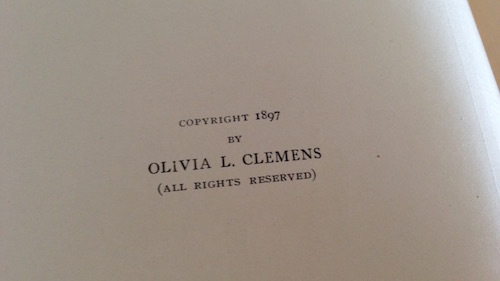 COPYRIGHT 1897
BY
OLIVIA L. CLEMENS
(ALL RIGHTS RESERVED)